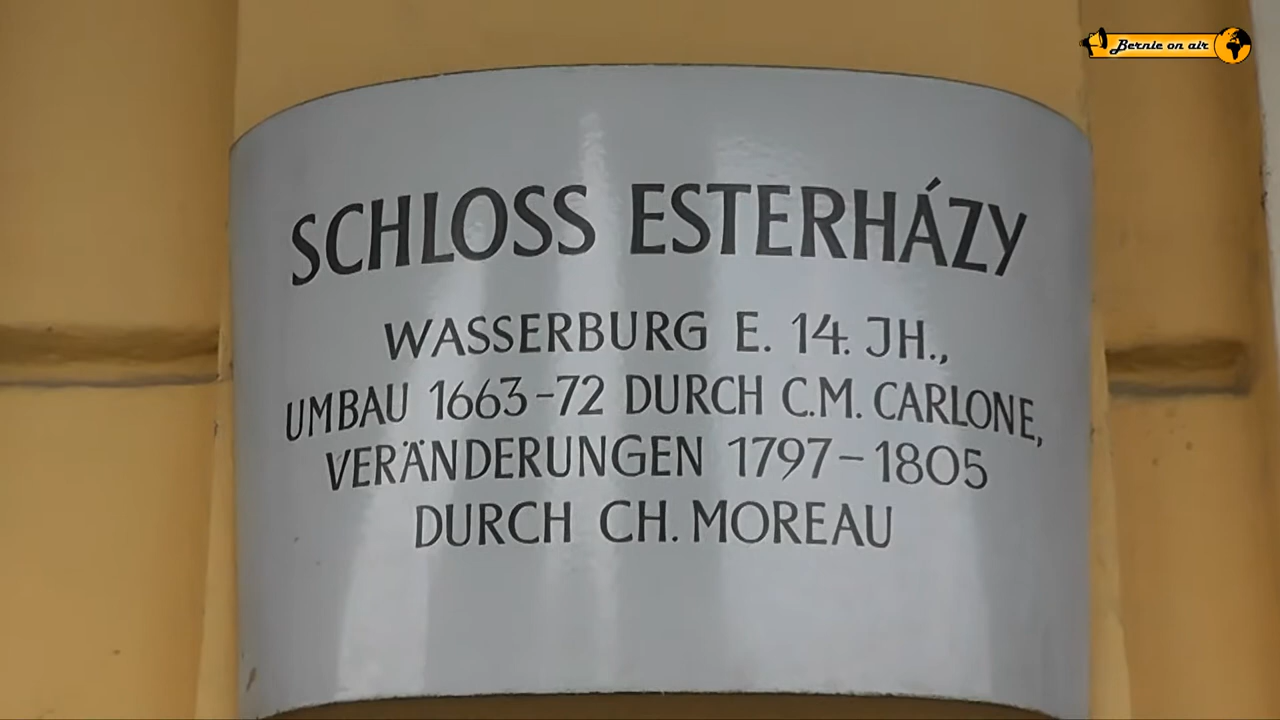 Bernie on air
SCHLOSS ESTERHÁZY
WASSERBURG E. 14. JH.,
UMBAU 1663-72 DURCH C.M. CARLONE,
VERÄNDERUNGEN 1797-1805
DURCH CH. MOREAU